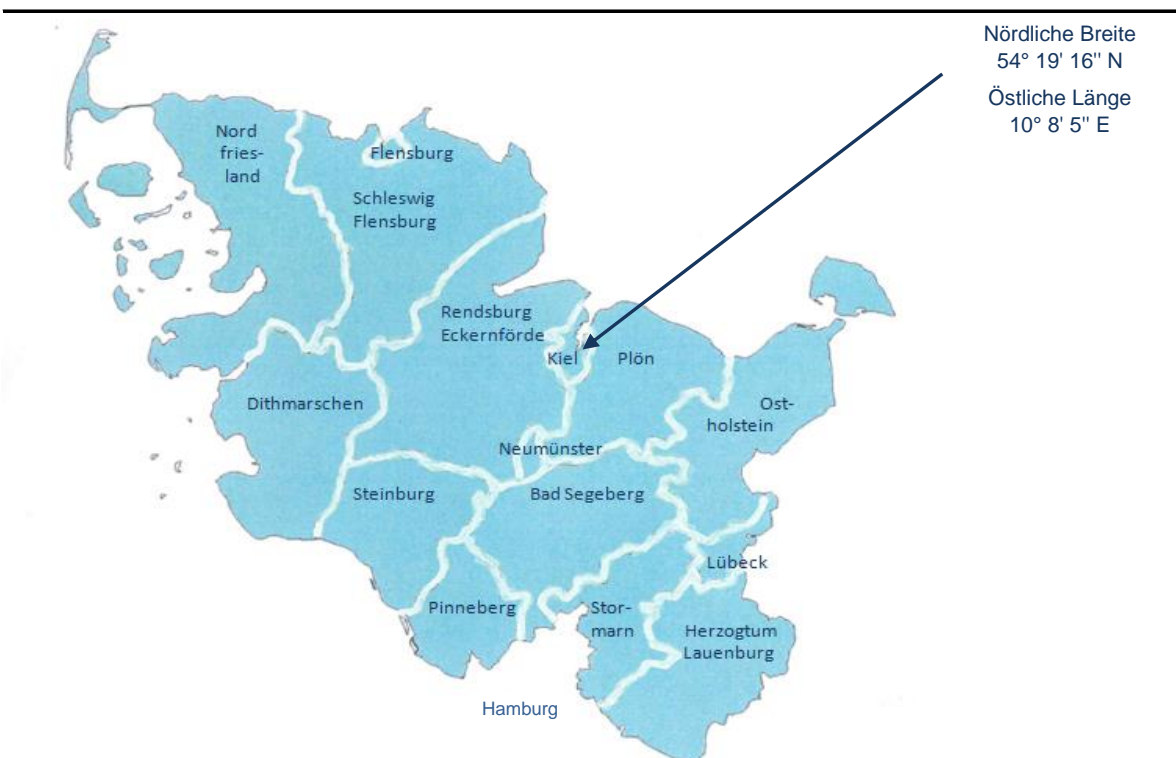 Nördliche Breite
54° 19' 16" N
Östliche Länge
10° 8' 5" E
Nord
fries-
land
Flensburg
Schleswig
Flensburg
Rendsburg
Eckernförde
Kiel
Plön
Dithmarschen
Ost-
holstein
Neumünster
Steinburg
Bad Segeberg
Lübeck
Pinneberg
Stor-
marn
Herzogtum
Lauenburg
Hamburg